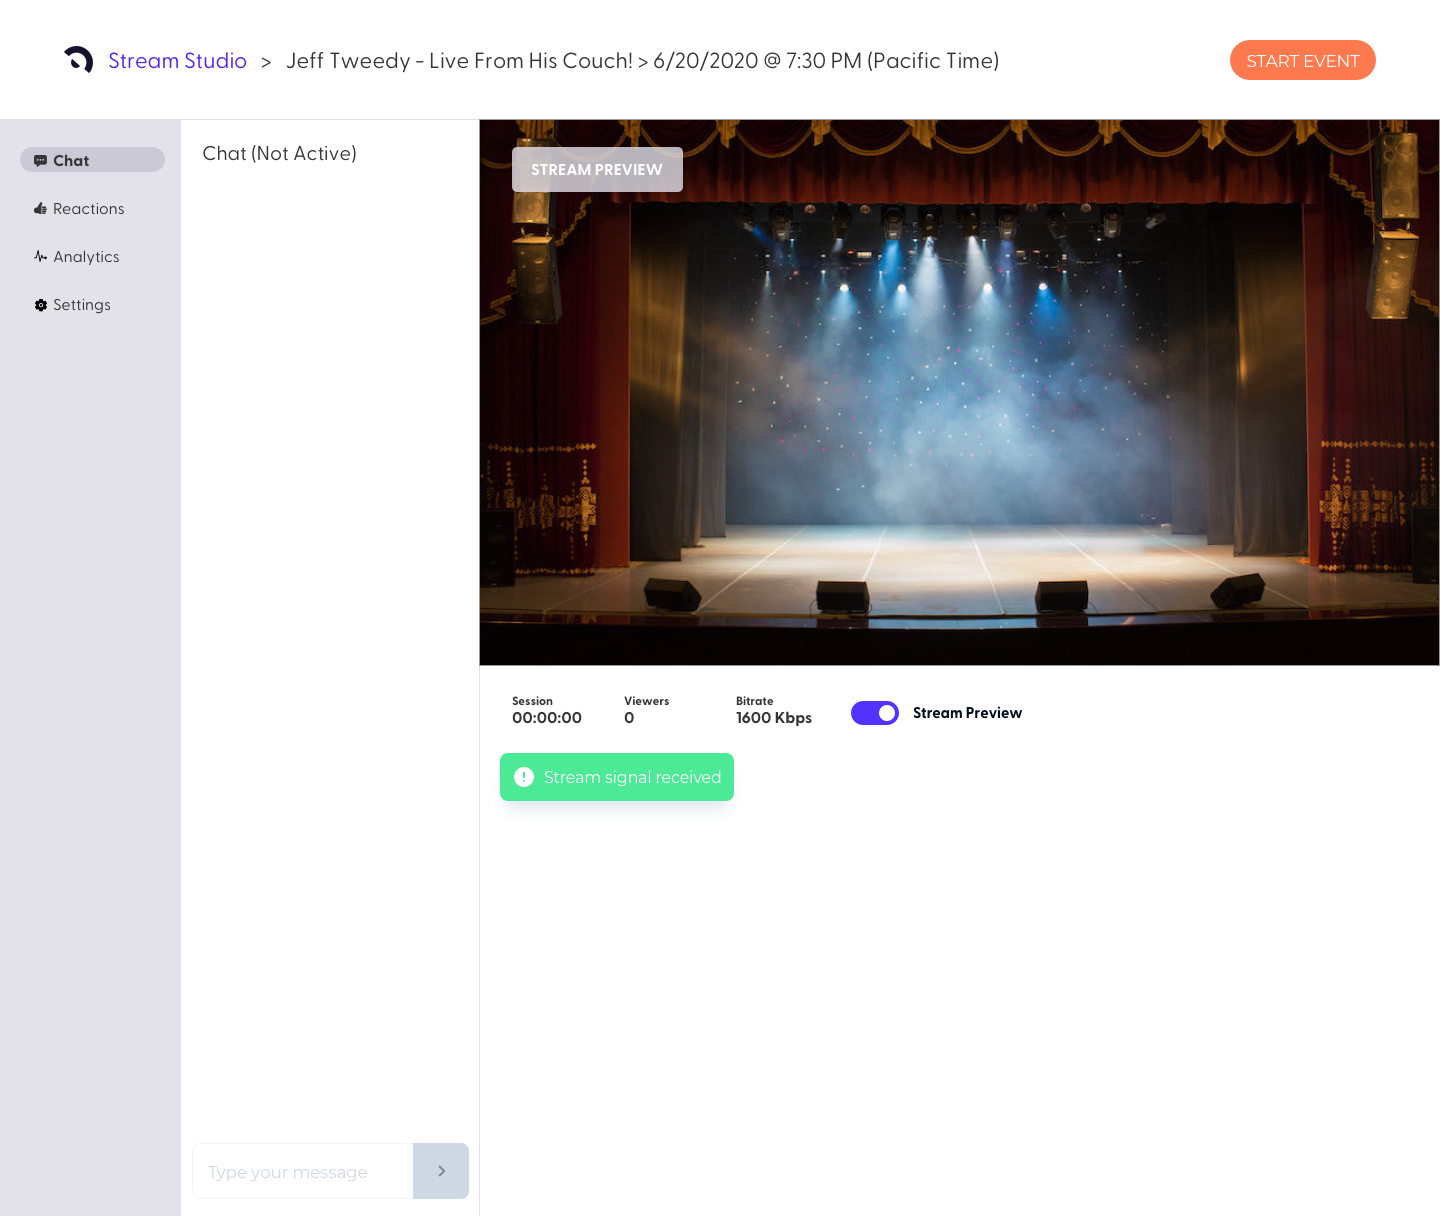 Stream Studio > Jeff Tweedy - Live From His Couch! > 6/20/2020 @ 7:30 PM (Pacific Time)
START EVENT
Chat
Reactions
Analytics
Settings
Chat (Not Active)
Type your message
STREAM PREVIEW
Session
00:00:00
Viewers
0
Bitrate
1600 Kbps
Stream Preview
Stream signal received